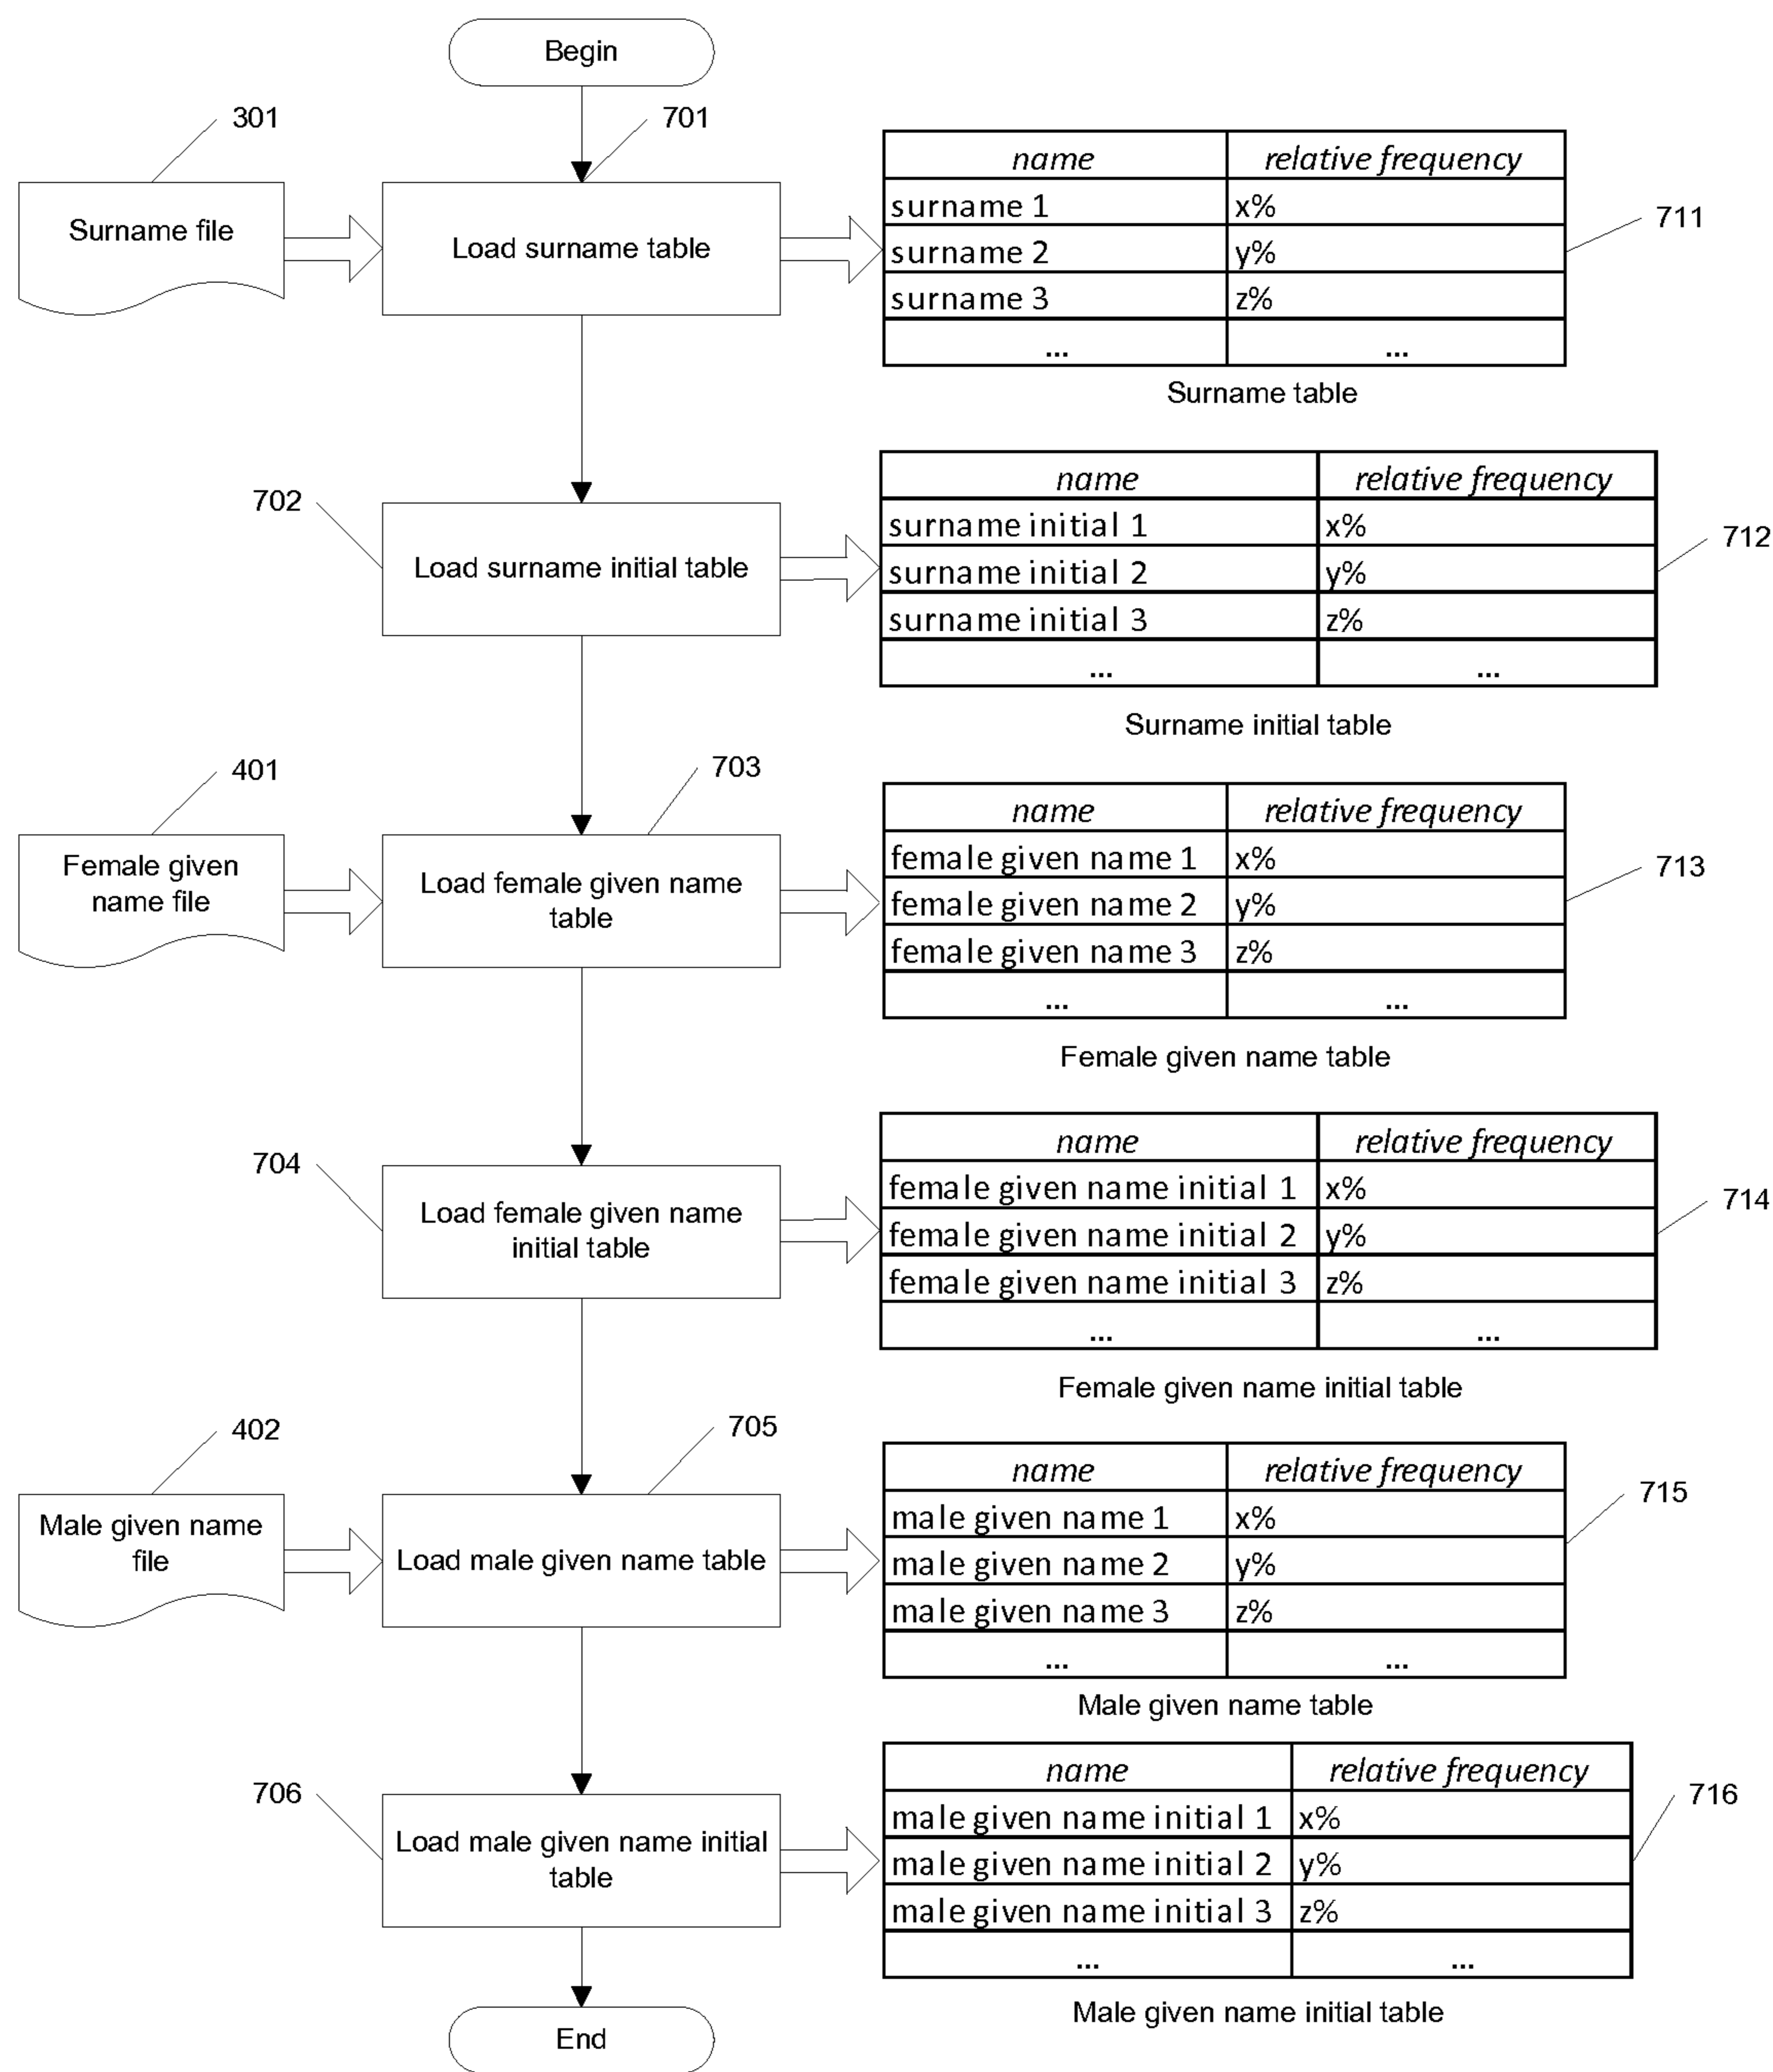 Begin
301
701
Surname file
Load surname table
name relative frequency
surname 1 x%
surname 2 y%
surname 3 z%
... ...
711
Surname table
702
Load surname initial table
name relative frequency
surname initial 1 x%
surname initial 2 y%
surname initial 3 z%
... ...
712
Surname initial table
401
703
Female given
name file
Load female given name
table
name relative frequency
female given name 1 x%
female given name 2 y%
female given name 3 z%
... ...
713
Female given name table
704
Load female given name
initial table
name relative frequency
female given name initial 1 x%
female given name initial 2 y%
female given name initial 3 z%
... ...
714
Female given name initial table
402
705
Male given name
file
Load male given name table
name relative frequency
male given name 1 x%
male given name 2 y%
male given name 3 z%
... ...
715
Male given name table
706
Load male given name initial
table
name relative frequency
male given name initial 1 x%
male given name initial 2 y%
male given name initial 3 z%
... ...
716
Male given name initial table
End